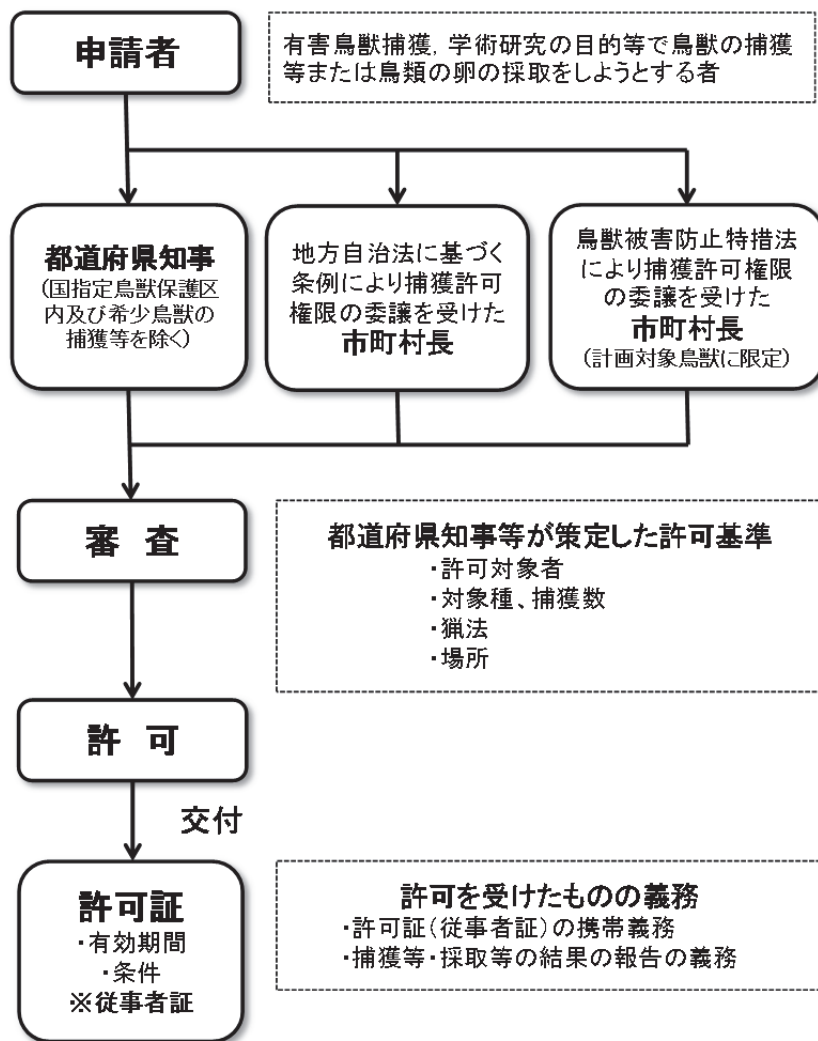 申請者
有害鳥獣捕獲，学術研究の目的等で鳥獣の捕獲
等または鳥類の卵の採取をしようとする者
都道府県知事
(国指定鳥獣保護区
内及び希少鳥獣の
捕獲等を除く)
地方自治法に基づく
条例により捕獲許可
権限の委譲を受けた
市町村長
鳥獣被害防止特措法
により捕獲許可権限
の委譲を受けた
市町村長
(計画対象鳥獣に限定)
審 査
都道府県知事等が策定した許可基準
・許可対象者
・対象種、捕獲数
・猟法
・場所
許 可
交付
許可証
・有効期間
・条件
※従事者証
許可を受けたものの義務
・許可証(従事者証)の携帯義務
・捕獲等・採取等の結果の報告の義務